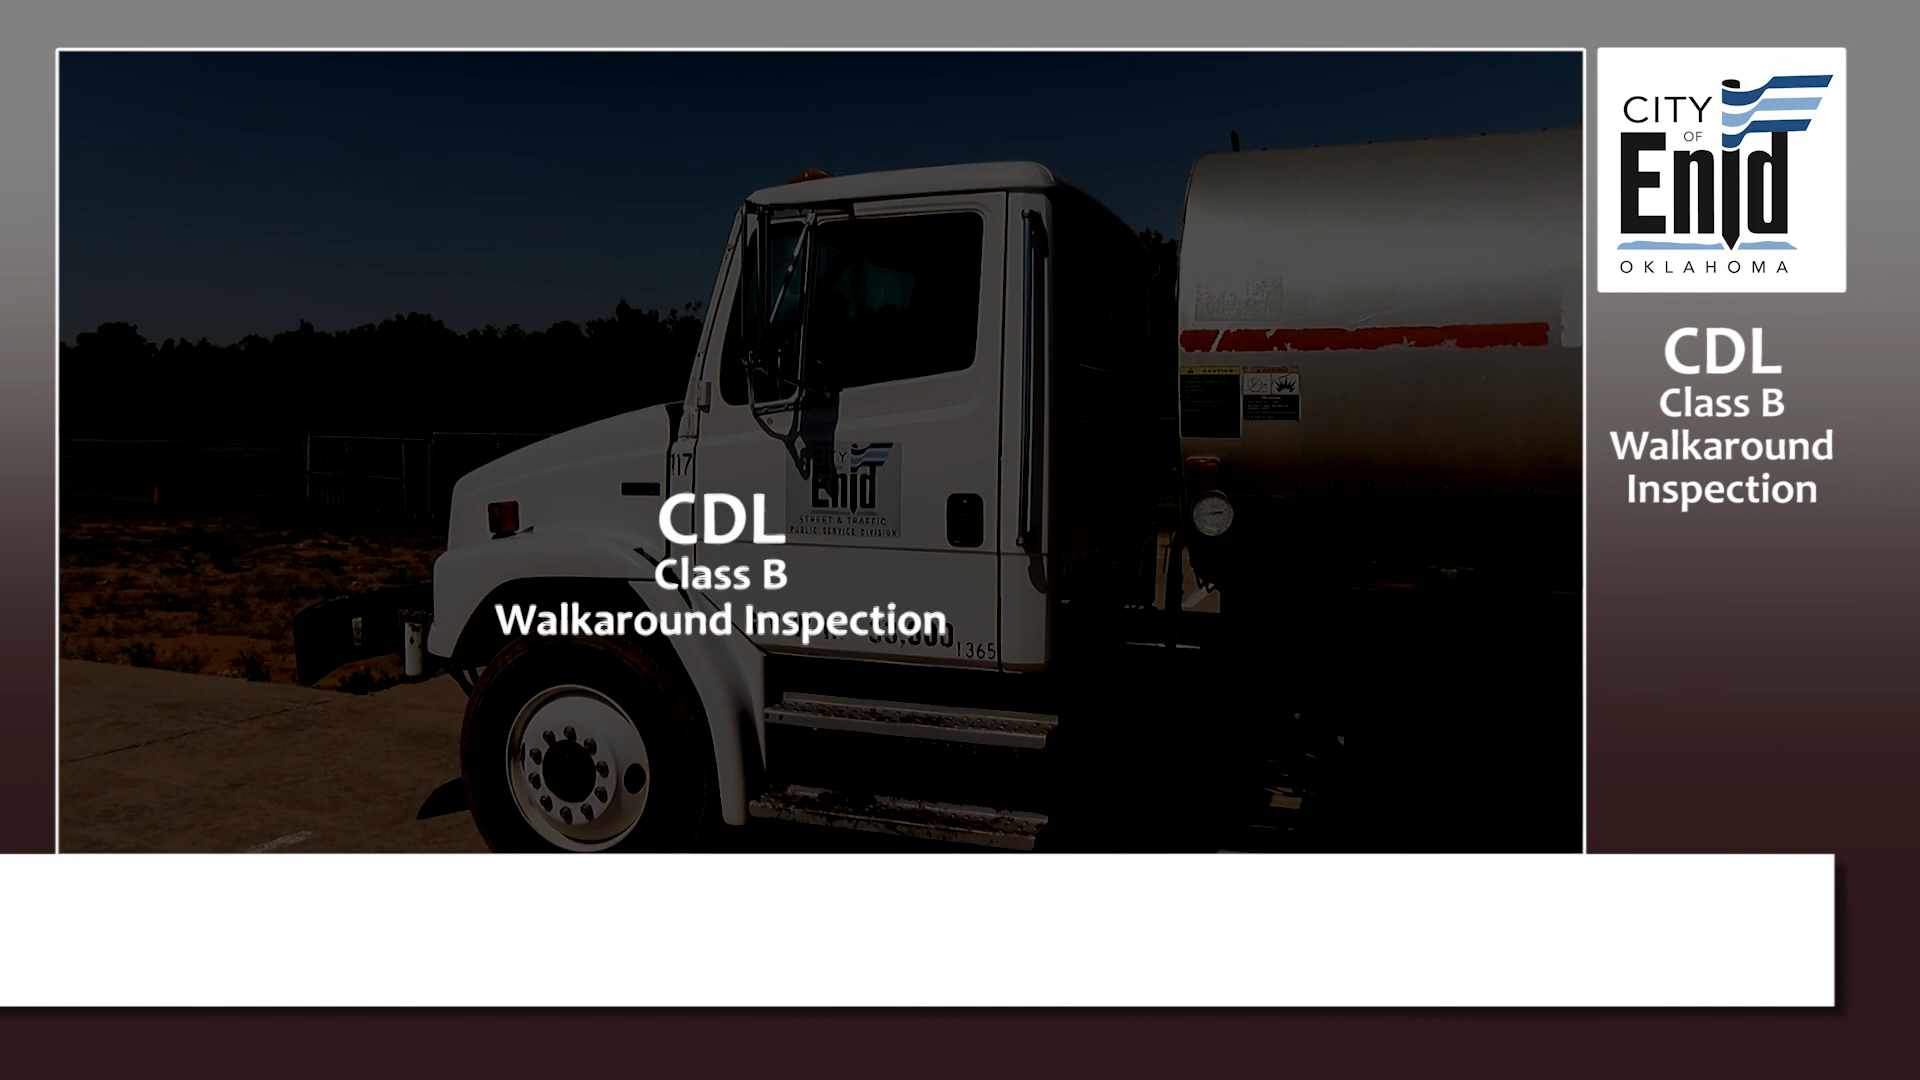 CITY
OF
Enid
OKLAHOMA
CDL
Class B
Walkaround
Inspection
CAUTION
117
CITY
Enid
STREET & TRAFFIC
PUBLIC SERVICE DIVISION
CDL
Class B
Walkaround Inspection
1365